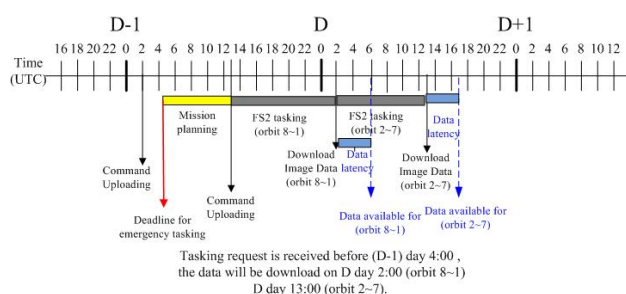 D-1 D D+1
Time 16 18 20 22 0 2 4 6 8 10 12 14 16 18 20 22 0 2 4 6 8 10 12 14 16 18 20 22 0 2 4 6 8 10 12
(UTC)
Mission
planning
FS2 tasking
(orbit 8~1)
FS2 tasking
(orbit 2~7)
Data
latency
Command
Uploading
Download
Image Data
(orbit 8~1)
Data
latency
Download
Image Data
(orbit 2~7)
Deadline for
emergency tasking
Command
Uploading
Data available for
(orbit 8~1)
Data available for
(orbit 2~7)
Tasking request is received before (D-1) day 4:00 ,
the data will be download on D day 2:00 (orbit 8~1)
D day 13:00 (orbit 2~7).